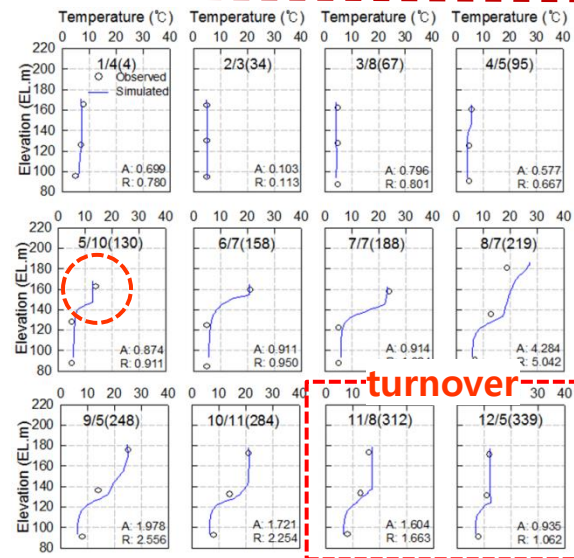 Temperature (℃) Temperature (℃) Temperature (℃) Temperature (℃)
0 10 20 30 40 0 10 20 30 40 0 10 20 30 40 0 10 20 30 40
Elevation (EL.m)
220
200
180
160
140
120
100
80
1/4(4)
Observed
Simulated
A: 0.699
R: 0.780
2/3(34)
A: 0.103
R: 0.113
3/8(67)
A: 0.796
R: 0.801
4/5(95)
A: 0.577
R: 0.667
0 10 20 30 40 0 10 20 30 40 0 10 20 30 40 0 10 20 30 40
Elevation (EL.m)
220
200
180
160
140
120
100
80
5/10(130)
A: 0.874
R: 0.911
6/7(158)
A: 0.911
R: 0.950
7/7(188)
A: 0.914
8/7(219)
A: 4.284
R: 5.042
turnover
0 10 20 30 40 0 10 20 30 40
Elevation (EL.m)
220
200
180
160
140
120
100
80
9/5(248)
A: 1.978
R: 2.556
10/11(284)
A: 1.721
R: 2.254
11/8(312)
A: 1.604
R: 1.663
12/5(339)
A: 0.935
R: 1.062